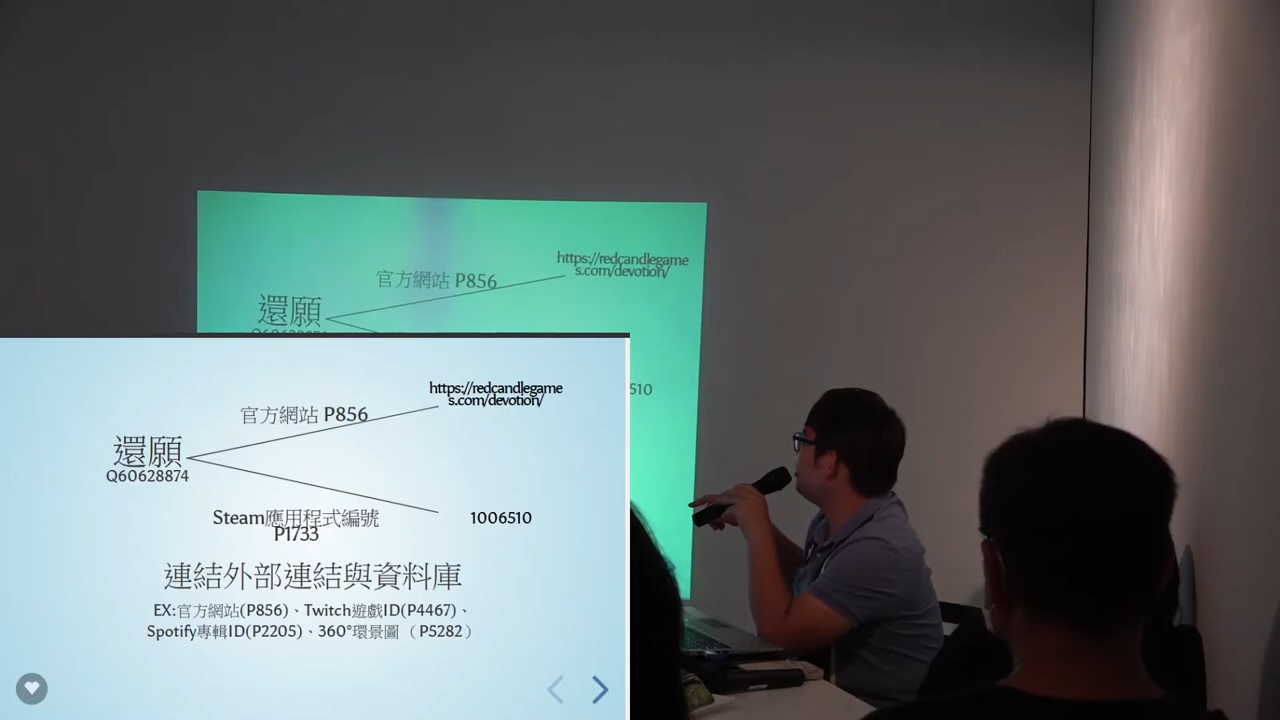 https://redcandlegame
s.com/devotion/
官方網站 P856
還願
510
https://redcandlegame
s.com/devotion/
官方網站 P856
還願
Q60628874
Steam應用程式編號
P1733
1006510
連結外部連結與資料庫
EX:官方網站(P856)、Twitch遊戲ID(P4467)、
Spotify專輯ID(P2205)、360°環景圖（P5282）